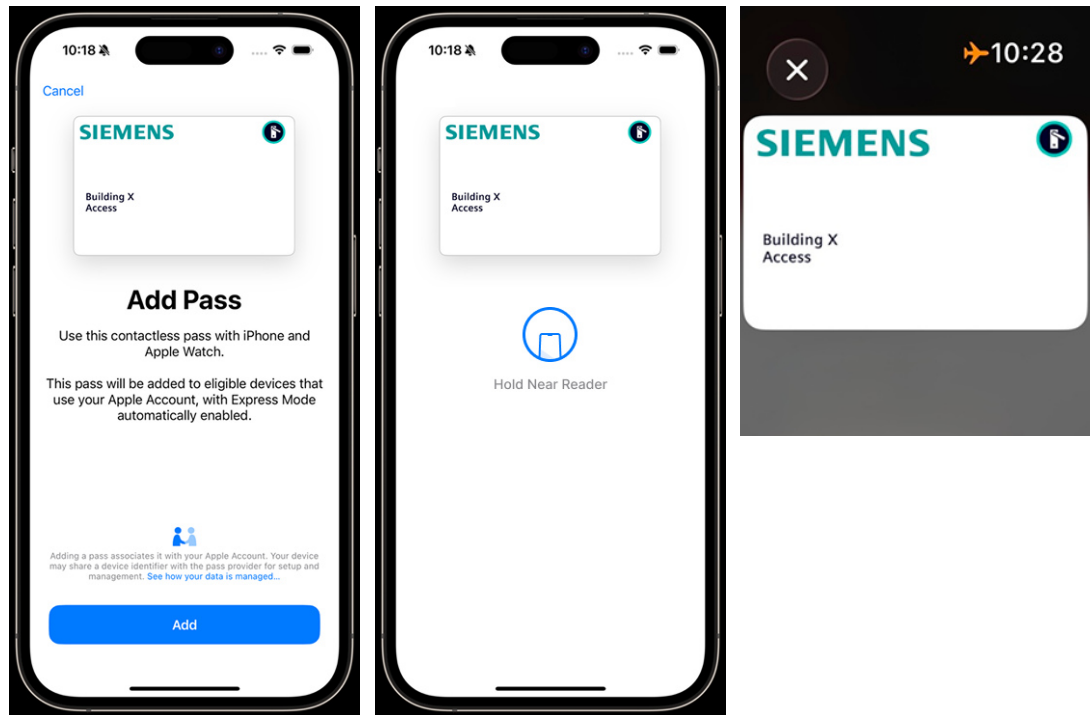 10:18
Cancel
SIEMENS
Building X
Access
Add Pass
Use this contactless pass with iPhone and
Apple Watch.
This pass will be added to eligible devices that
use your Apple Account, with Express Mode
automatically enabled.
Adding a pass associates it with your Apple Account. Your device
may share a device identifier with the pass provider for setup and
management. See how your data is managed...
Add
10:18
SIEMENS
Building X
Access
Hold Near Reader
10:28
SIEMENS
Building X
Access